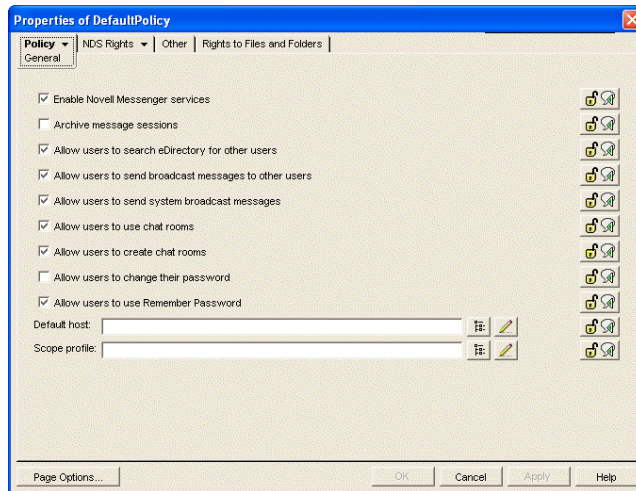 Properties of DefaultPolicy
Policy NDS Rights Other Rights to Files and Folders
General
Enable Novell Messenger services
Archive message sessions
Allow users to search eDirectory for other users
Allow users to send broadcast messages to other users
Allow users to send system broadcast messages
Allow users to use chat rooms
Allow users to create chat rooms
Allow users to change their password
Allow users to use Remember Password
Default host:
Scope profile:
Page Options... OK Cancel Apply Help